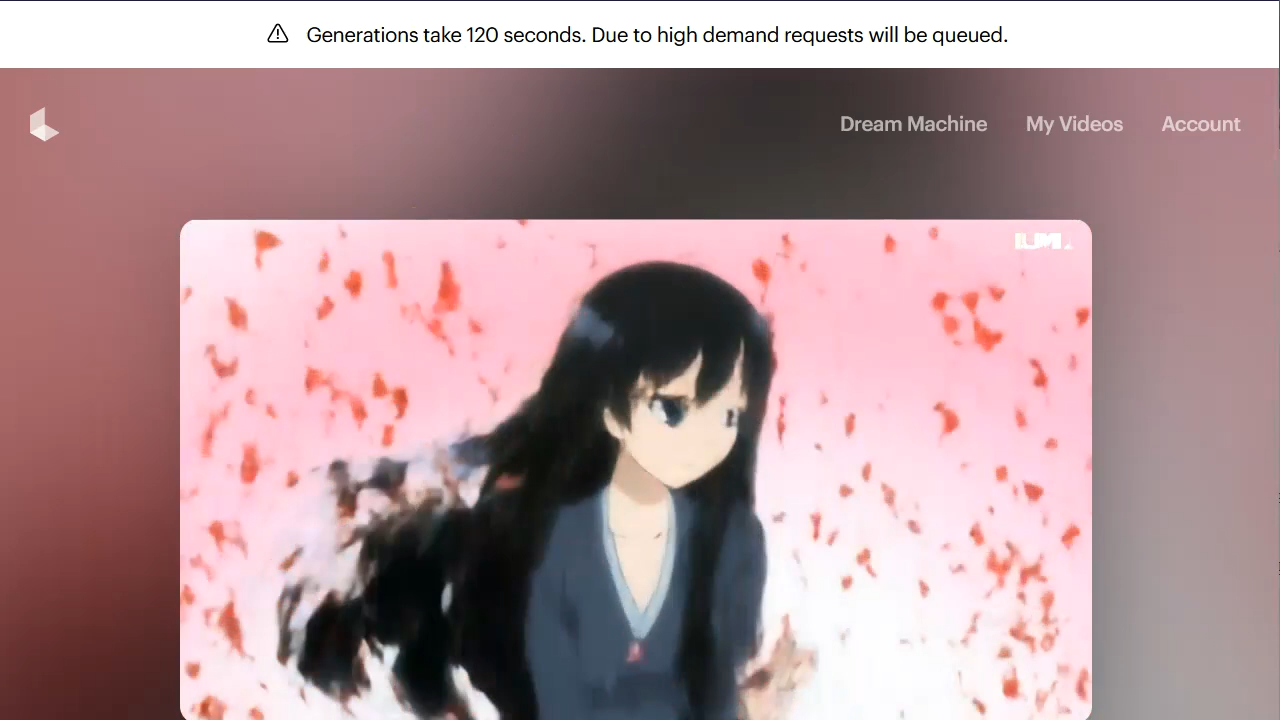 Generations take 120 seconds. Due to high demand requests will be queued.
Dream Machine
My Videos
Account